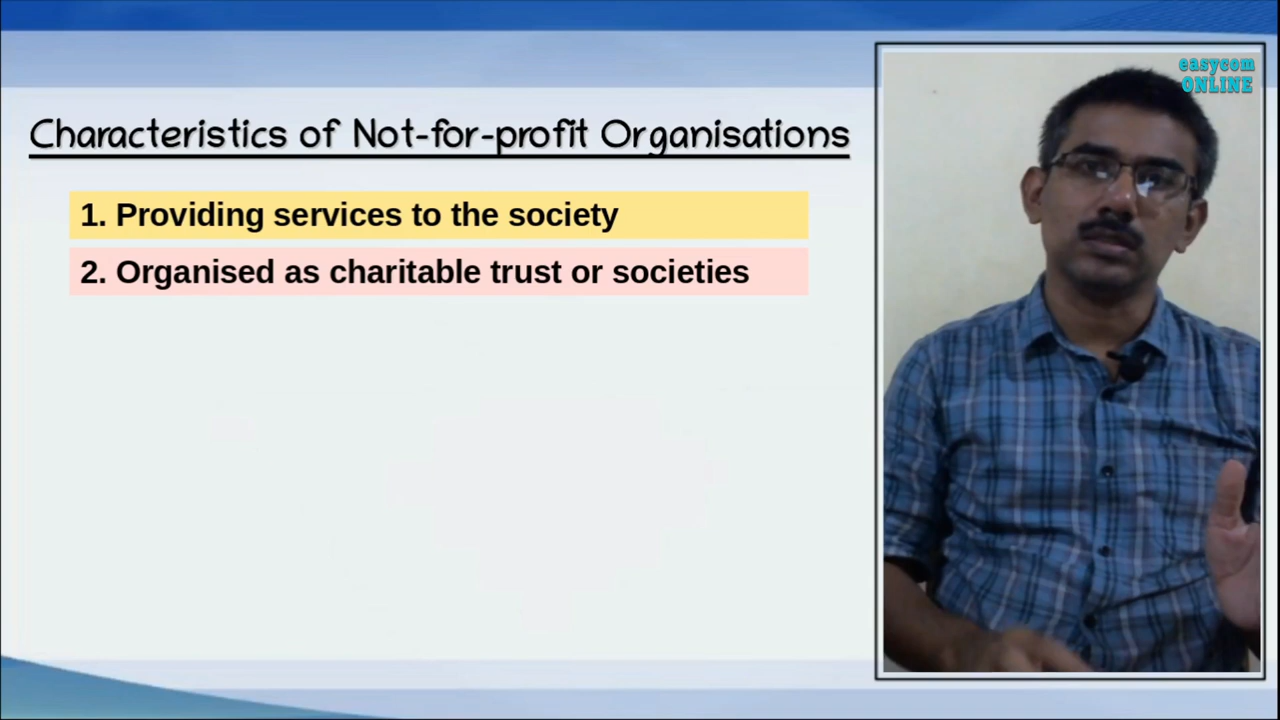 easycom
ONLINE
Characteristics of Not-for-profit Organisations
1. Providing services to the society
2. Organised as charitable trust or societies